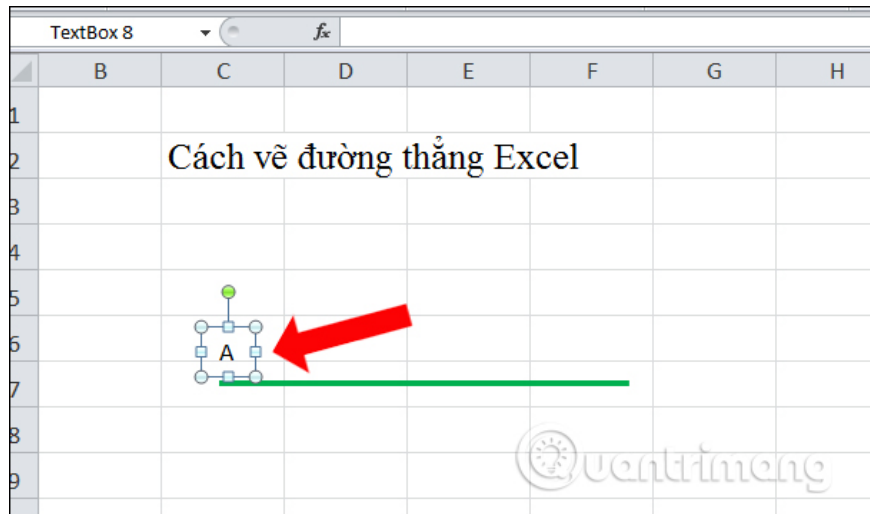 TextBox 8 fx
B C D E F G H
1
2 Cách vẽ đường thẳng Excel
3
4
5
6 A
7
8
9
Quantrimang